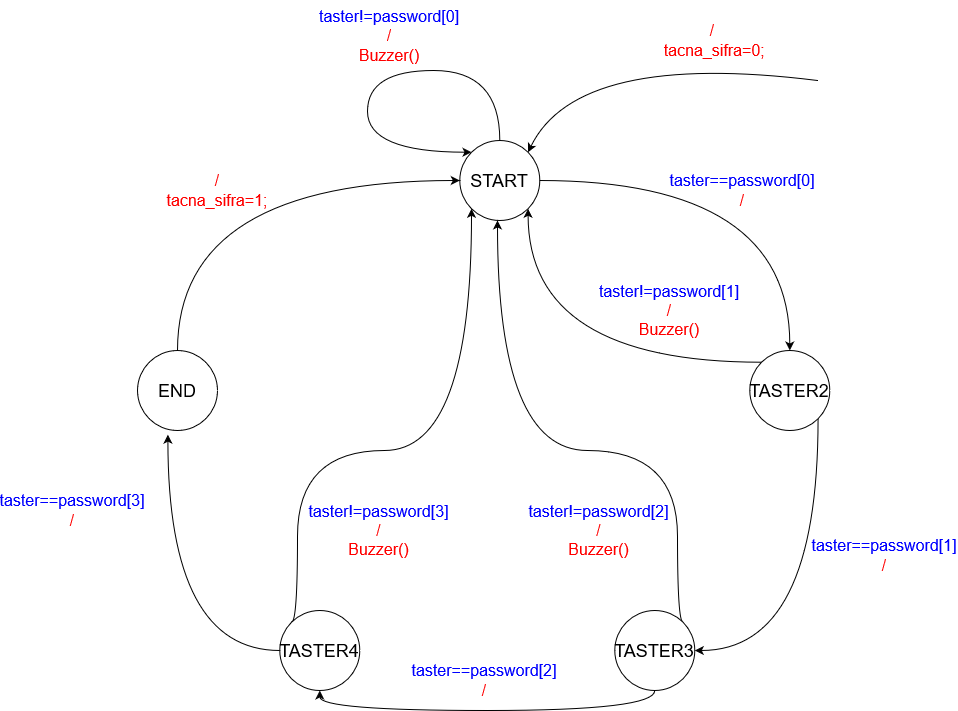 taster!=password[0]
/
Buzzer()
/
tacna_sifra=0;
START
taster==password[0]
/
/
tacna_sifra=1;
taster!=password[1]
/
Buzzer()
END
TASTER2
taster==password[3]
/
taster!=password[3]
/
Buzzer()
taster!=password[2]
/
Buzzer()
taster==password[1]
/
TASTER4
TASTER3
taster==password[2]
/